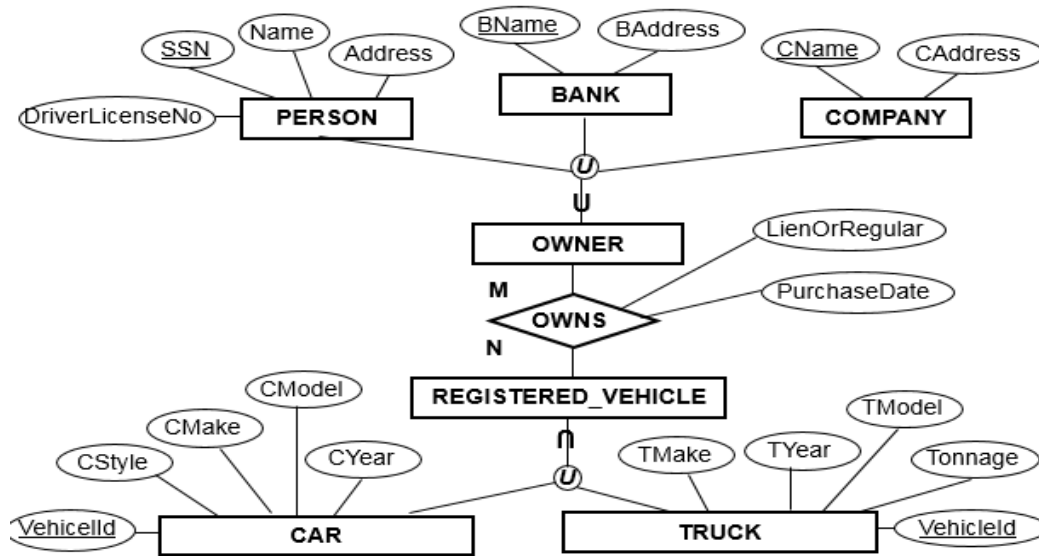 SSN
Name
Address
DriverLicenseNo
PERSON
BName
BAddress
BANK
CName
CAddress
COMPANY
U
U
OWNER
LienOrRegular
M
PurchaseDate
OWNS
N
REGISTERED_VEHICLE
U
U
CModel
CMake
CStyle
CYear
VehicelId
CAR
TMake
TYear
TModel
Tonnage
TRUCK
VehicleId